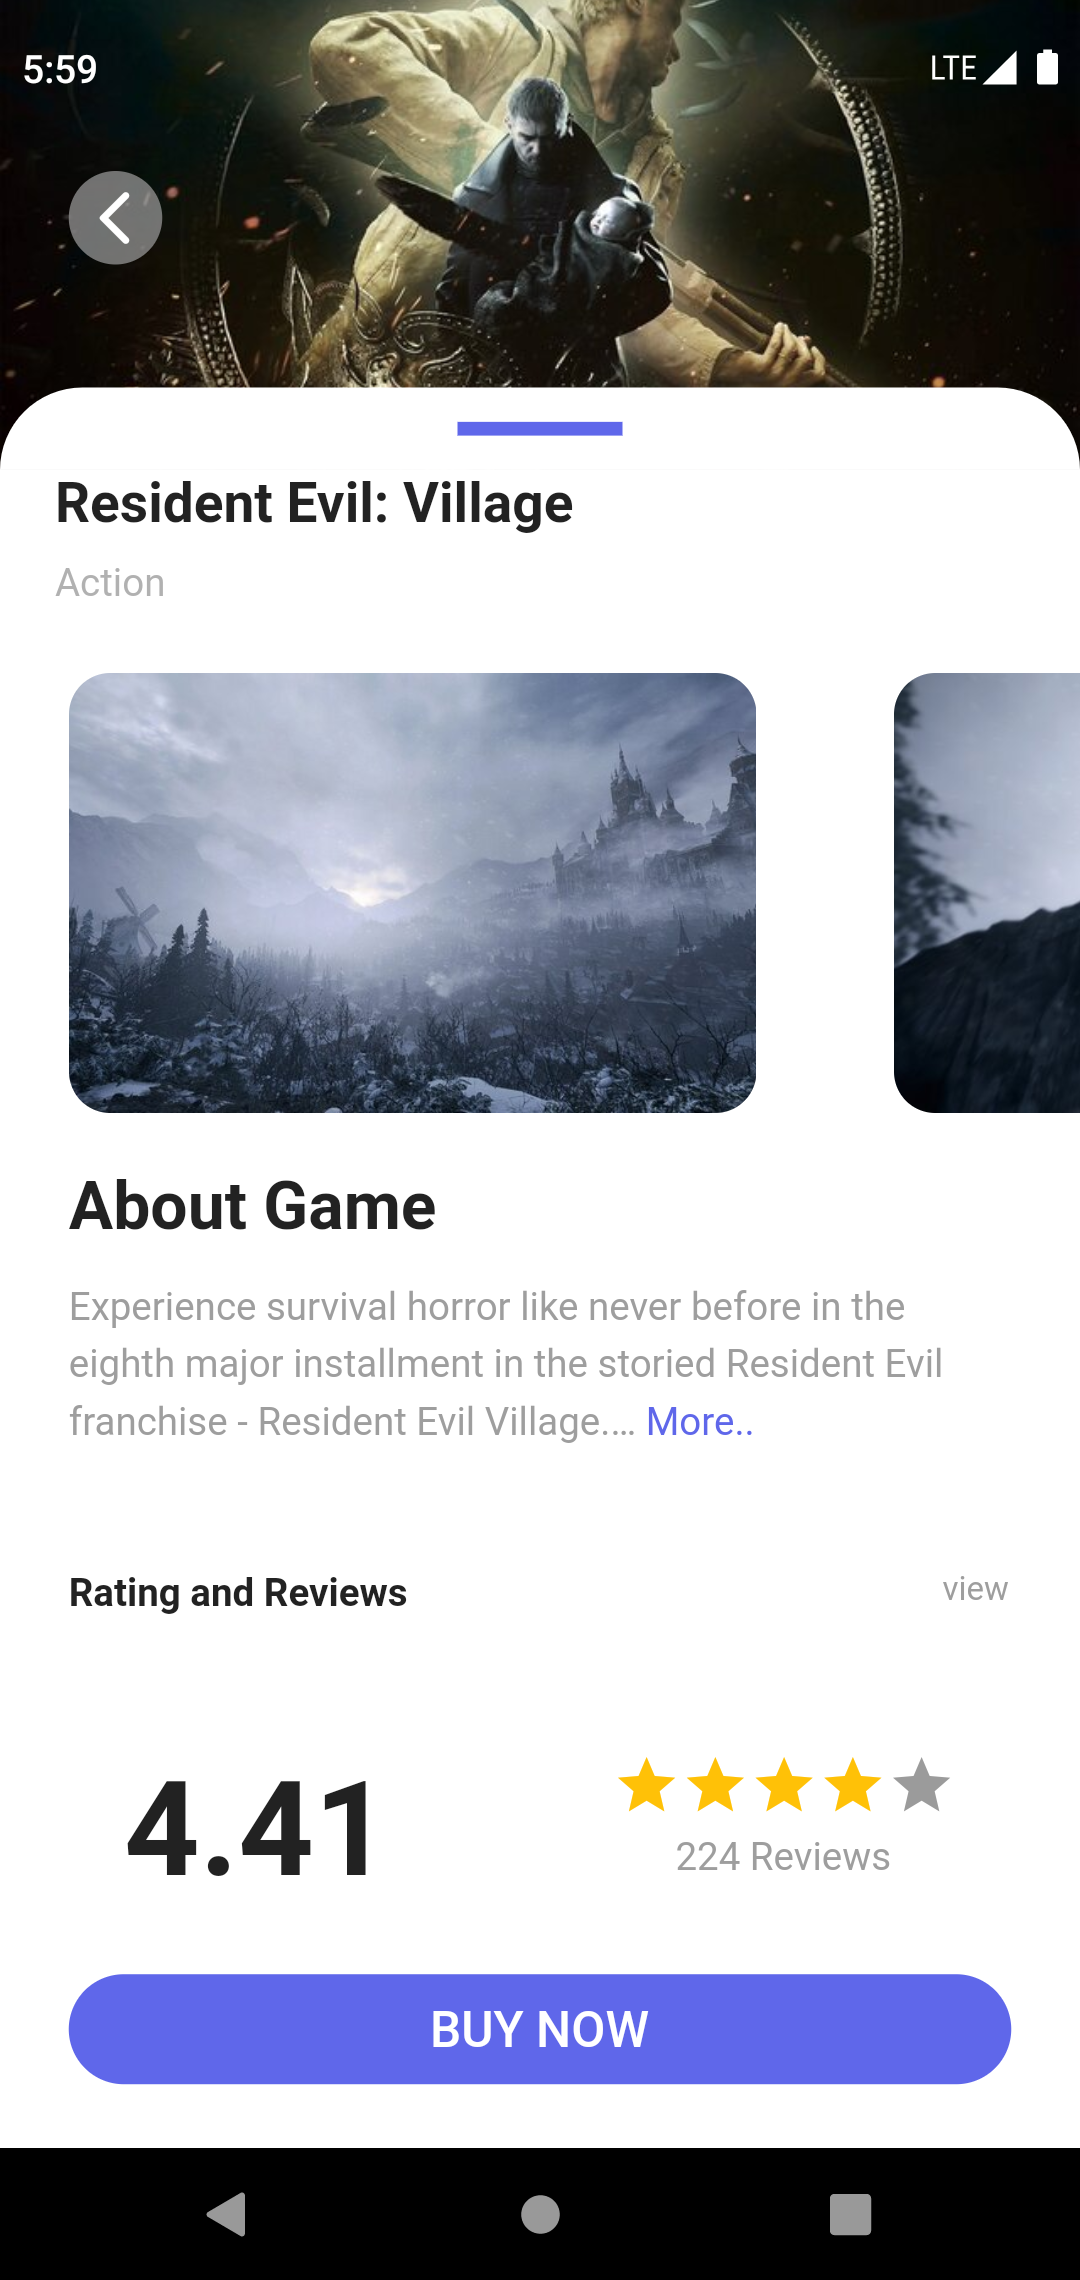 5:59
LTE
Resident Evil: Village
Action
About Game
Experience survival horror like never before in the
eighth major installment in the storied Resident Evil
franchise - Resident Evil Village.... More..
Rating and Reviews
view
4.41
224 Reviews
BUY NOW